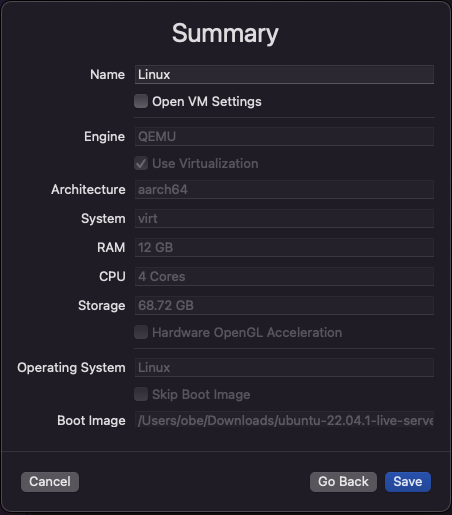 Summary
Name Linux
Open VM Settings
Engine QEMU
Use Virtualization
Architecture aarch64
System virt
RAM 12 GB
CPU 4 Cores
Storage 68.72 GB
Hardware OpenGL Acceleration
Operating System Linux
Skip Boot Image
Boot Image /Users/obe/Downloads/ubuntu-22.04.1-live-serve
Cancel Go Back Save